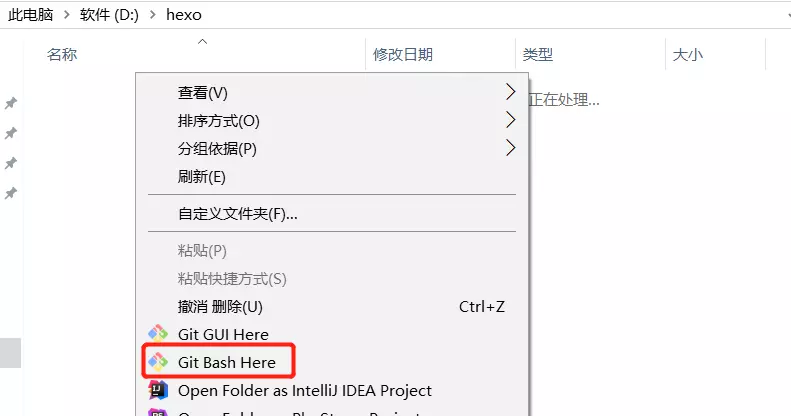 此电脑 > 软件 (D:) > hexo
名称 修改日期 类型 大小
查看(V)
正在处理...
排序方式(O)
分组依据(P)
刷新(E)
自定义文件夹(F)...
粘贴(P)
粘贴快捷方式(S)
撤消 删除(U) Ctrl+Z
Git GUI Here
Git Bash Here
Open Folder as IntelliJ IDEA Project